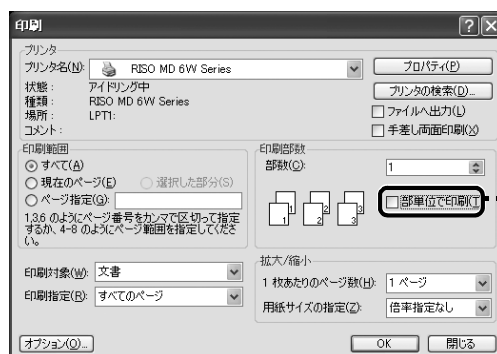 印刷
プリンタ
プリンタ名(N): RISO MD 6W Series プロパティ(P)
状態: アイドリング中 プリンタの検索(D)...
種類: RISO MD 6W Series
場所: LPT1: ファイルへ出力(L)
コメント: 手差し両面印刷(X)
印刷範囲
すべて(A)
現在のページ(E) 選択した部分(S)
ページ指定(G):
1,3,6 のようにページ番号をカンマで区切って指定
するか、4-8 のようにページ範囲を指定してくださ
い。
印刷部数
部数(C): 1
1 1 2 2 3 3
部単位で印刷(T
印刷対象(W): 文書
印刷指定(R): すべてのページ
拡大/縮小
1 枚あたりのページ数(H): 1 ページ
用紙サイズの指定(Z): 倍率指定なし
オプション(O)... OK 閉じる